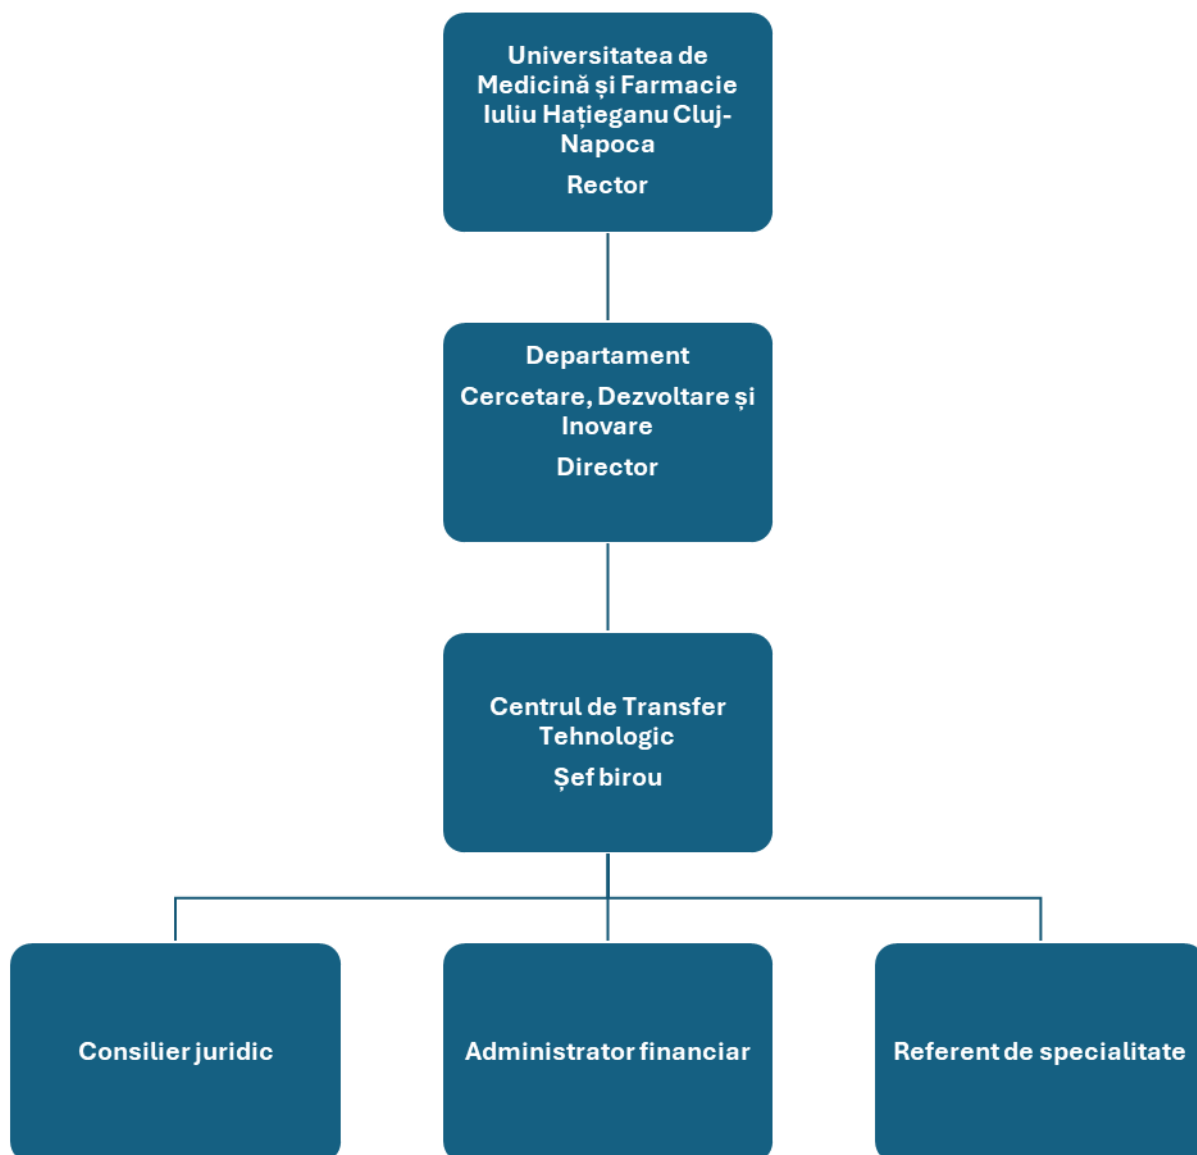 Universitatea de
Medicină și Farmacie
Iuliu Hațieganu Cluj-
Napoca
Rector
Departament
Cercetare, Dezvoltare și
Inovare
Director
Centrul de Transfer
Tehnologic
Șef birou
Consilier juridic
Administrator financiar
Referent de specialitate